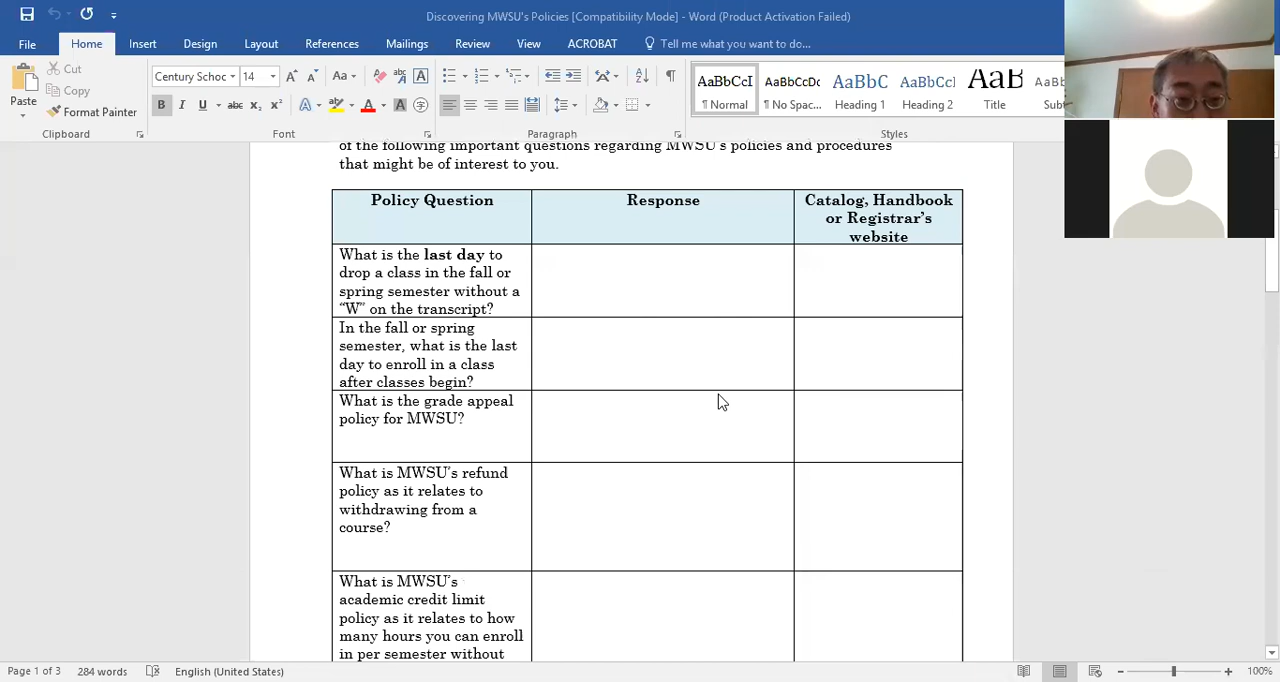 Discovering MWSU's Policies [Compatibility Mode] - Word (Product Activation Failed)
File Home Insert Design Layout References Mailings Review View ACROBAT Tell me what you want to do...
Cut
Copy
Paste
Format Painter
Century Schoc 14
Aa
AaBbCcI AaBbCcDc AaBbC AaBbCcI AaB AaBb
¶ Normal ¶ No Spac... Heading 1 Heading 2 Title Subt
Clipboard Font Paragraph Styles
of the following important questions regarding MWSU's policies and procedures
that might be of interest to you.
Policy Question
Response
Catalog, Handbook
or Registrar's
website
What is the last day to
drop a class in the fall or
spring semester without a
“W” on the transcript?
In the fall or spring
semester, what is the last
day to enroll in a class
after classes begin?
What is the grade appeal
policy for MWSU?
What is MWSU's refund
policy as it relates to
withdrawing from a
course?
What is MWSU's
academic credit limit
policy as it relates to how
many hours you can enroll
in per semester without
Page 1 of 3 284 words English (United States) 100%